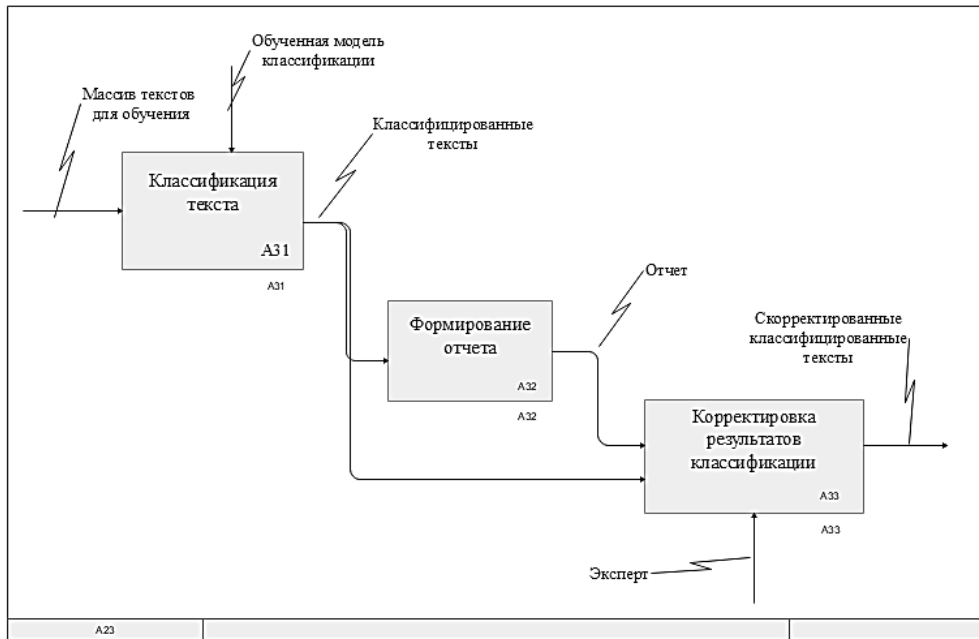 Обученная модель
классификации
Массив текстов
для обучения
Классифицированные
тексты
Классификация
текста
А31
A31
Отчет
Формирование
отчета
A32
A32
Скорректированные
классифицированные
тексты
Корректировка
результатов
классификации
A33
A33
Эксперт
A23